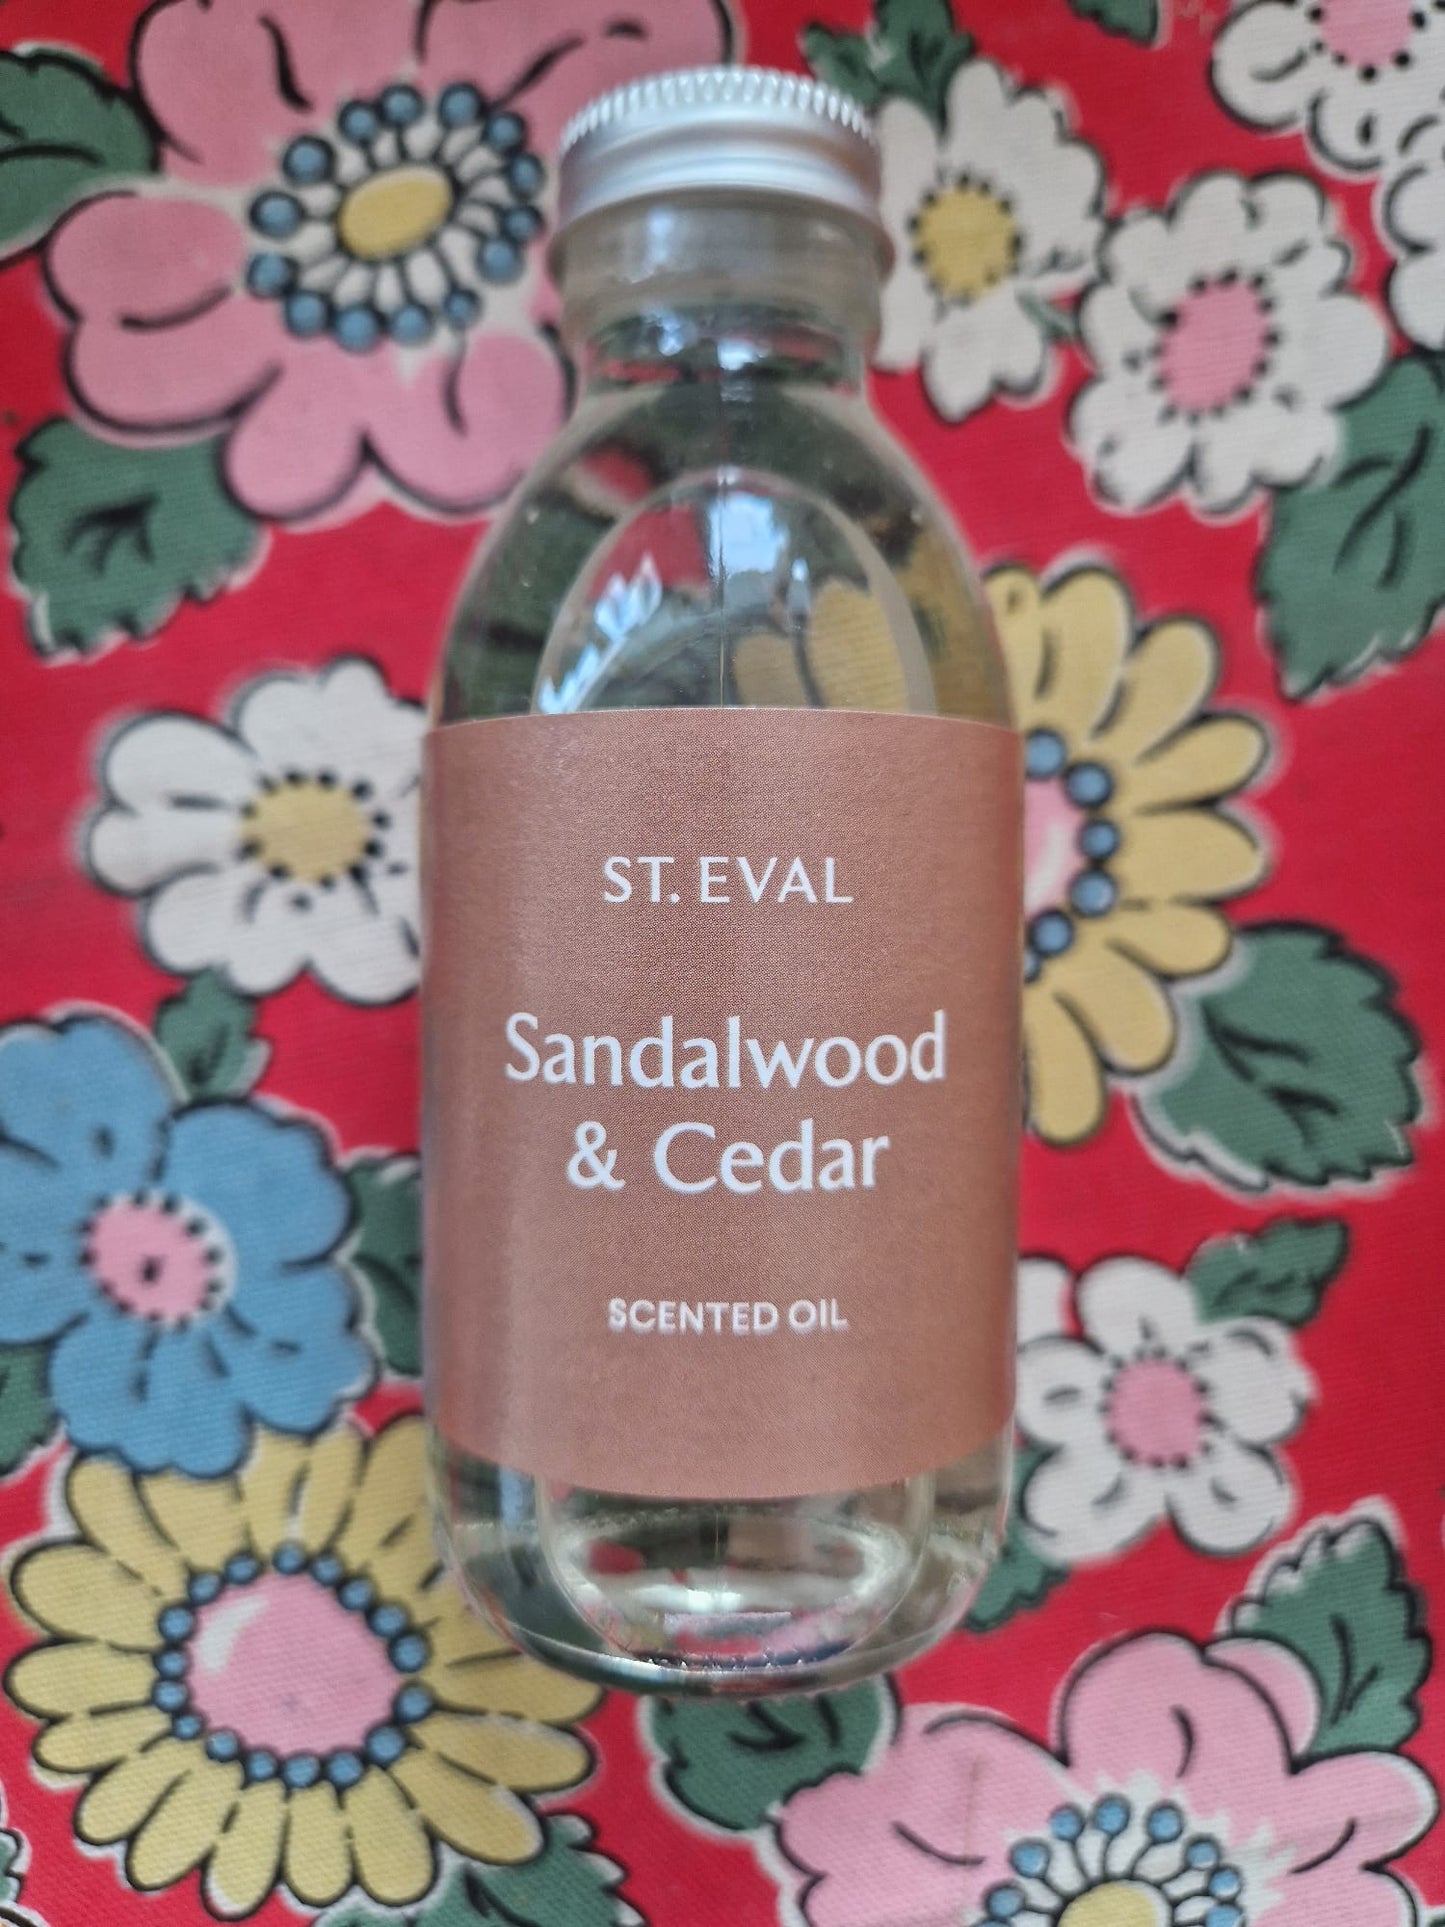 ST. EVAL
Sandalwood
& Cedar
SCENTED OIL